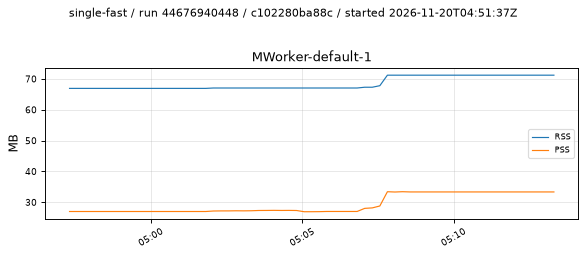 single-fast / run 44676940448 / c102280ba88c / started 2026-11-20T04:51:37Z
MWorker-default-1
MB
70
60
50
40
30
RSS
PSS
05:00
05:05
05:10